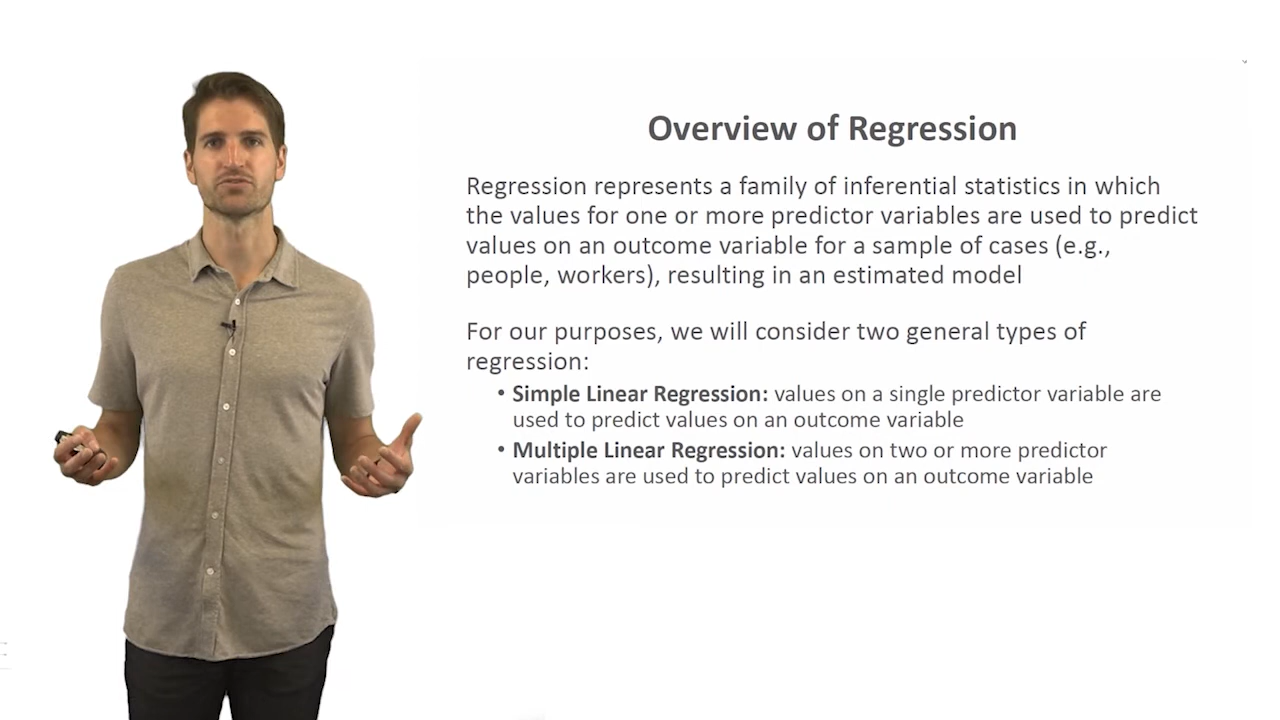 Overview of Regression
Regression represents a family of inferential statistics in which
the values for one or more predictor variables are used to predict
values on an outcome variable for a sample of cases (e.g.,
people, workers), resulting in an estimated model
For our purposes, we will consider two general types of
regression:
• Simple Linear Regression: values on a single predictor variable are
used to predict values on an outcome variable
• Multiple Linear Regression: values on two or more predictor
variables are used to predict values on an outcome variable